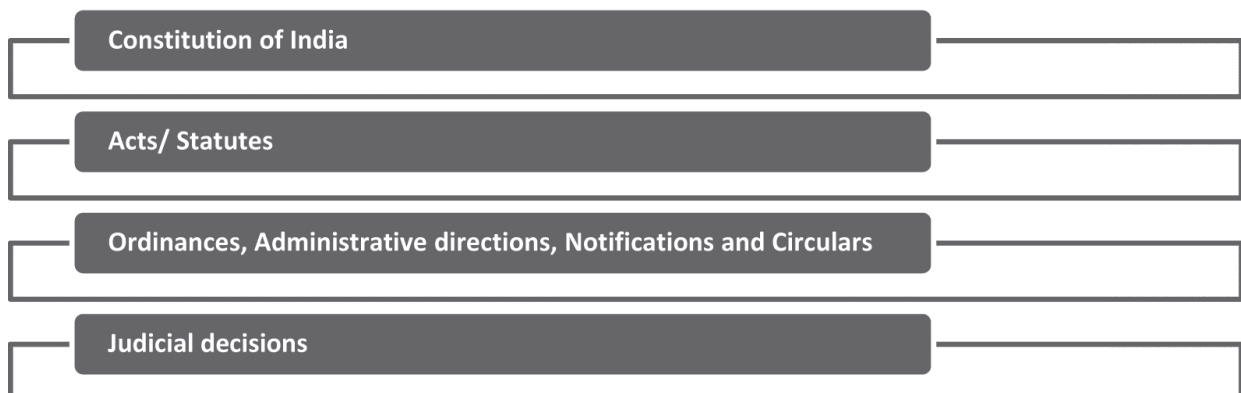 Constitution of India
Acts/ Statutes
Ordinances, Administrative directions, Notifications and Circulars
Judicial decisions